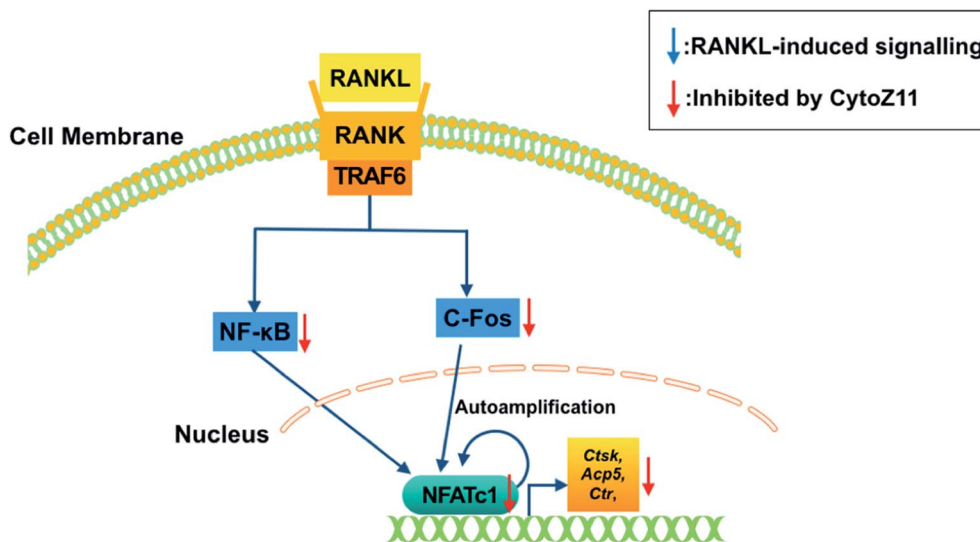 :RANKL-induced signalling
:Inhibited by CytoZ11
RANKL
Cell Membrane
RANK
TRAF6
NF-κB
C-Fos
Autoamplification
Nucleus
Ctsk,
Acp5,
Ctr,
NFATc1